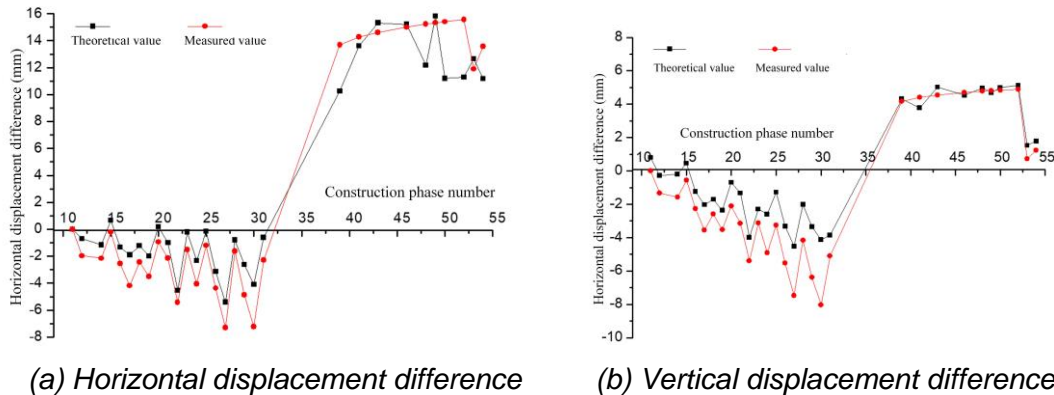 Horizontal displacement difference (mm)
16
14
12
10
8
6
4
2
0
-2
-4
-6
-8
Theoretical value Measured value
Construction phase number
10 15 20 25 30 35 40 45 50 55
(a) Horizontal displacement difference
Horizontal displacement difference (mm)
8
6
4
2
0
-2
-4
-6
-8
-10
Theoretical value Measured value
Construction phase number
10 15 20 25 30 35 40 45 50 55
(b) Vertical displacement difference